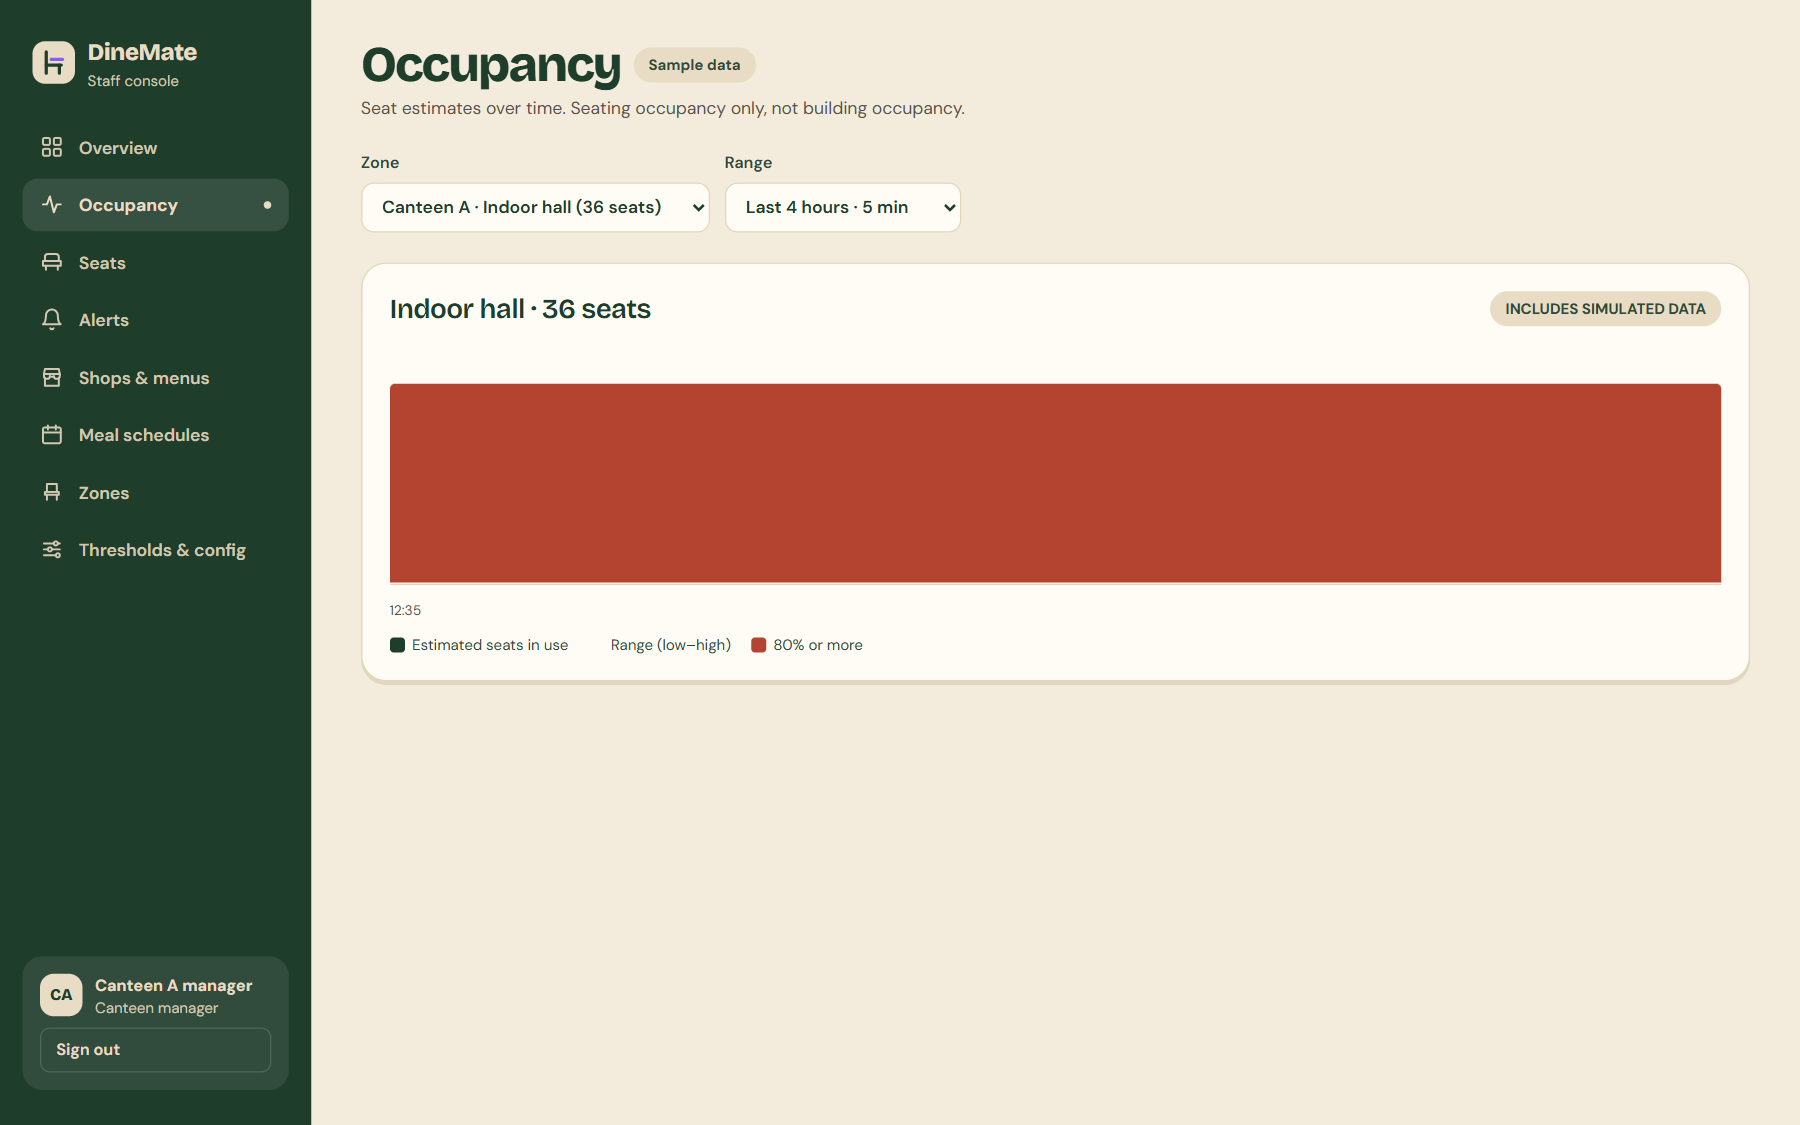 DineMate
Staff console
Overview
Occupancy
Seats
Alerts
Shops & menus
Meal schedules
Zones
Thresholds & config
CA
Canteen A manager
Canteen manager
Sign out
Occupancy
Sample data
Seat estimates over time. Seating occupancy only, not building occupancy.
Zone
Range
Canteen A · Indoor hall (36 seats)
Last 4 hours · 5 min
Indoor hall · 36 seats
INCLUDES SIMULATED DATA
12:35
Estimated seats in use
Range (low–high)
80% or more